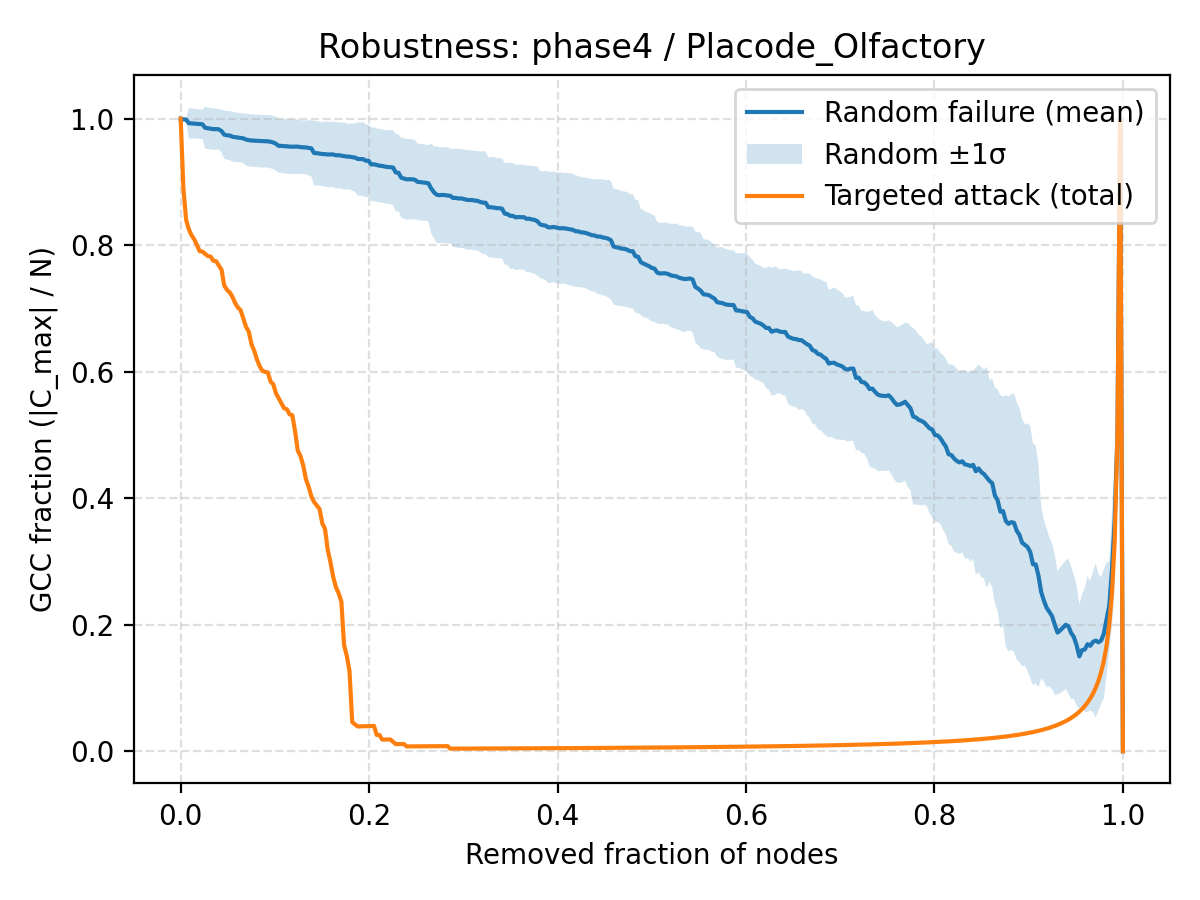 Robustness: phase4 / Placode_Olfactory
Random failure (mean)
Random ±1σ
Targeted attack (total)
GCC fraction (|C_max| / N)
1.0
0.8
0.6
0.4
0.2
0.0
0.0 0.2 0.4 0.6 0.8 1.0
Removed fraction of nodes